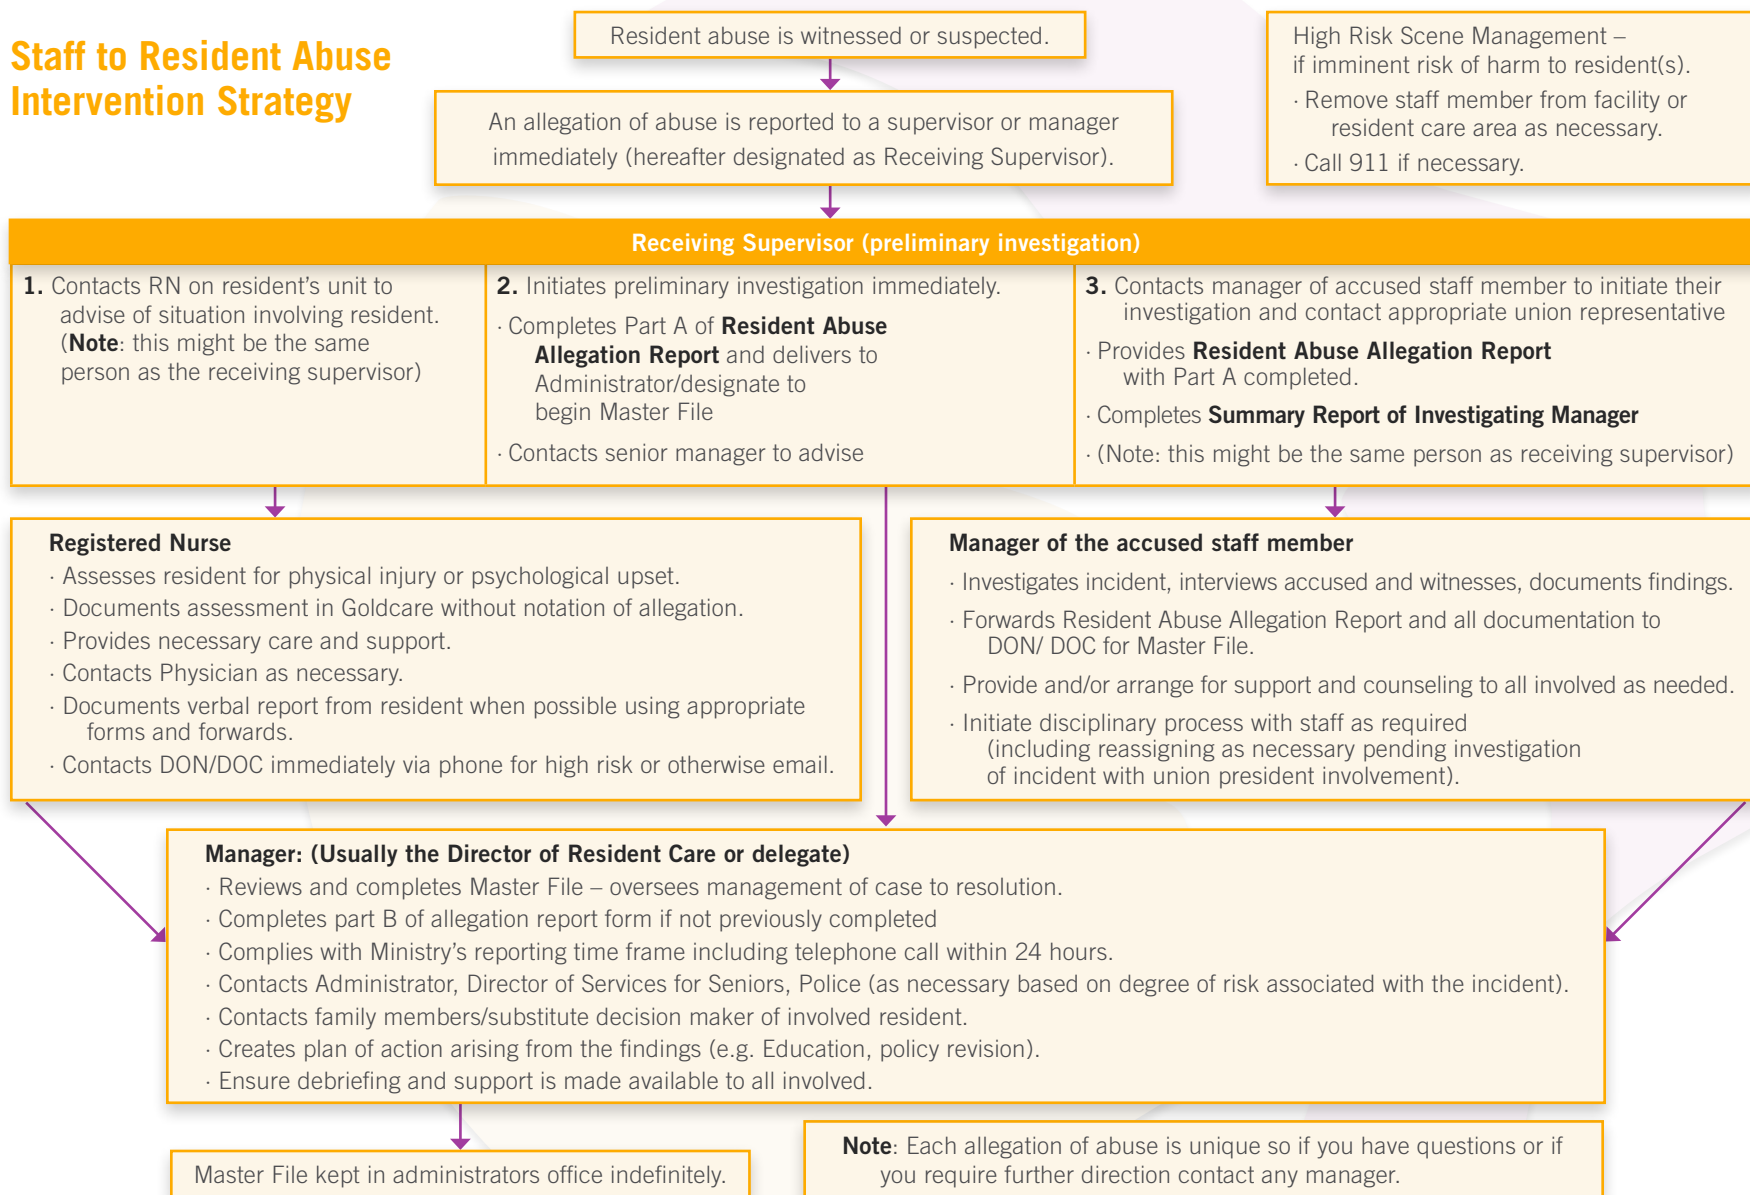 Staff to Resident Abuse
Intervention Strategy
Resident abuse is witnessed or suspected.
An allegation of abuse is reported to a supervisor or manager
immediately (hereafter designated as Receiving Supervisor).
High Risk Scene Management –
if imminent risk of harm to resident(s).
· Remove staff member from facility or
resident care area as necessary.
· Call 911 if necessary.
Receiving Supervisor (preliminary investigation)
1. Contacts RN on resident's unit to
advise of situation involving resident.
(Note: this might be the same
person as the receiving supervisor)
2. Initiates preliminary investigation immediately.
· Completes Part A of Resident Abuse
Allegation Report and delivers to
Administrator/designate to
begin Master File
· Contacts senior manager to advise
3. Contacts manager of accused staff member to initiate their
investigation and contact appropriate union representative
· Provides Resident Abuse Allegation Report
with Part A completed.
· Completes Summary Report of Investigating Manager
· (Note: this might be the same person as receiving supervisor)
Registered Nurse
· Assesses resident for physical injury or psychological upset.
· Documents assessment in Goldcare without notation of allegation.
· Provides necessary care and support.
· Contacts Physician as necessary.
· Documents verbal report from resident when possible using appropriate
forms and forwards.
· Contacts DON/DOC immediately via phone for high risk or otherwise email.
Manager of the accused staff member
· Investigates incident, interviews accused and witnesses, documents findings.
· Forwards Resident Abuse Allegation Report and all documentation to
DON/ DOC for Master File.
· Provide and/or arrange for support and counseling to all involved as needed.
· Initiate disciplinary process with staff as required
(including reassigning as necessary pending investigation
of incident with union president involvement).
Manager: (Usually the Director of Resident Care or delegate)
· Reviews and completes Master File – oversees management of case to resolution.
· Completes part B of allegation report form if not previously completed
· Complies with Ministry's reporting time frame including telephone call within 24 hours.
· Contacts Administrator, Director of Services for Seniors, Police (as necessary based on degree of risk associated with the incident).
· Contacts family members/substitute decision maker of involved resident.
· Creates plan of action arising from the findings (e.g. Education, policy revision).
· Ensure debriefing and support is made available to all involved.
Master File kept in administrators office indefinitely.
Note: Each allegation of abuse is unique so if you have questions or if
you require further direction contact any manager.